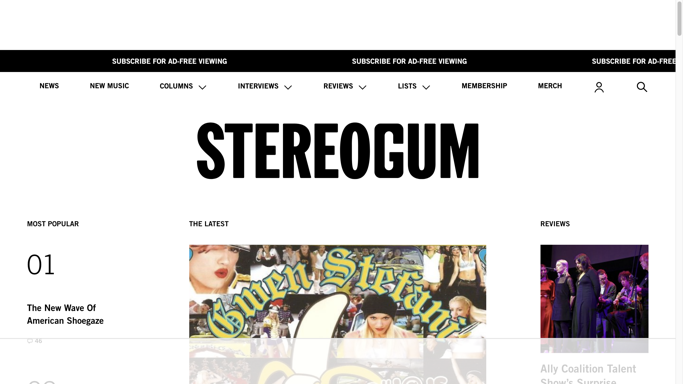 SUBSCRIBE FOR AD-FREE VIEWING SUBSCRIBE FOR AD-FREE VIEWING SUBSCRIBE FOR AD-FREE
NEWS NEW MUSIC COLUMNS INTERVIEWS REVIEWS LISTS MEMBERSHIP MERCH
STEREOGUM
MOST POPULAR
01
The New Wave Of
American Shoegaze
46
THE LATEST
Gwen Stefani
REVIEWS
Ally Coalition Talent
Show's Surprise